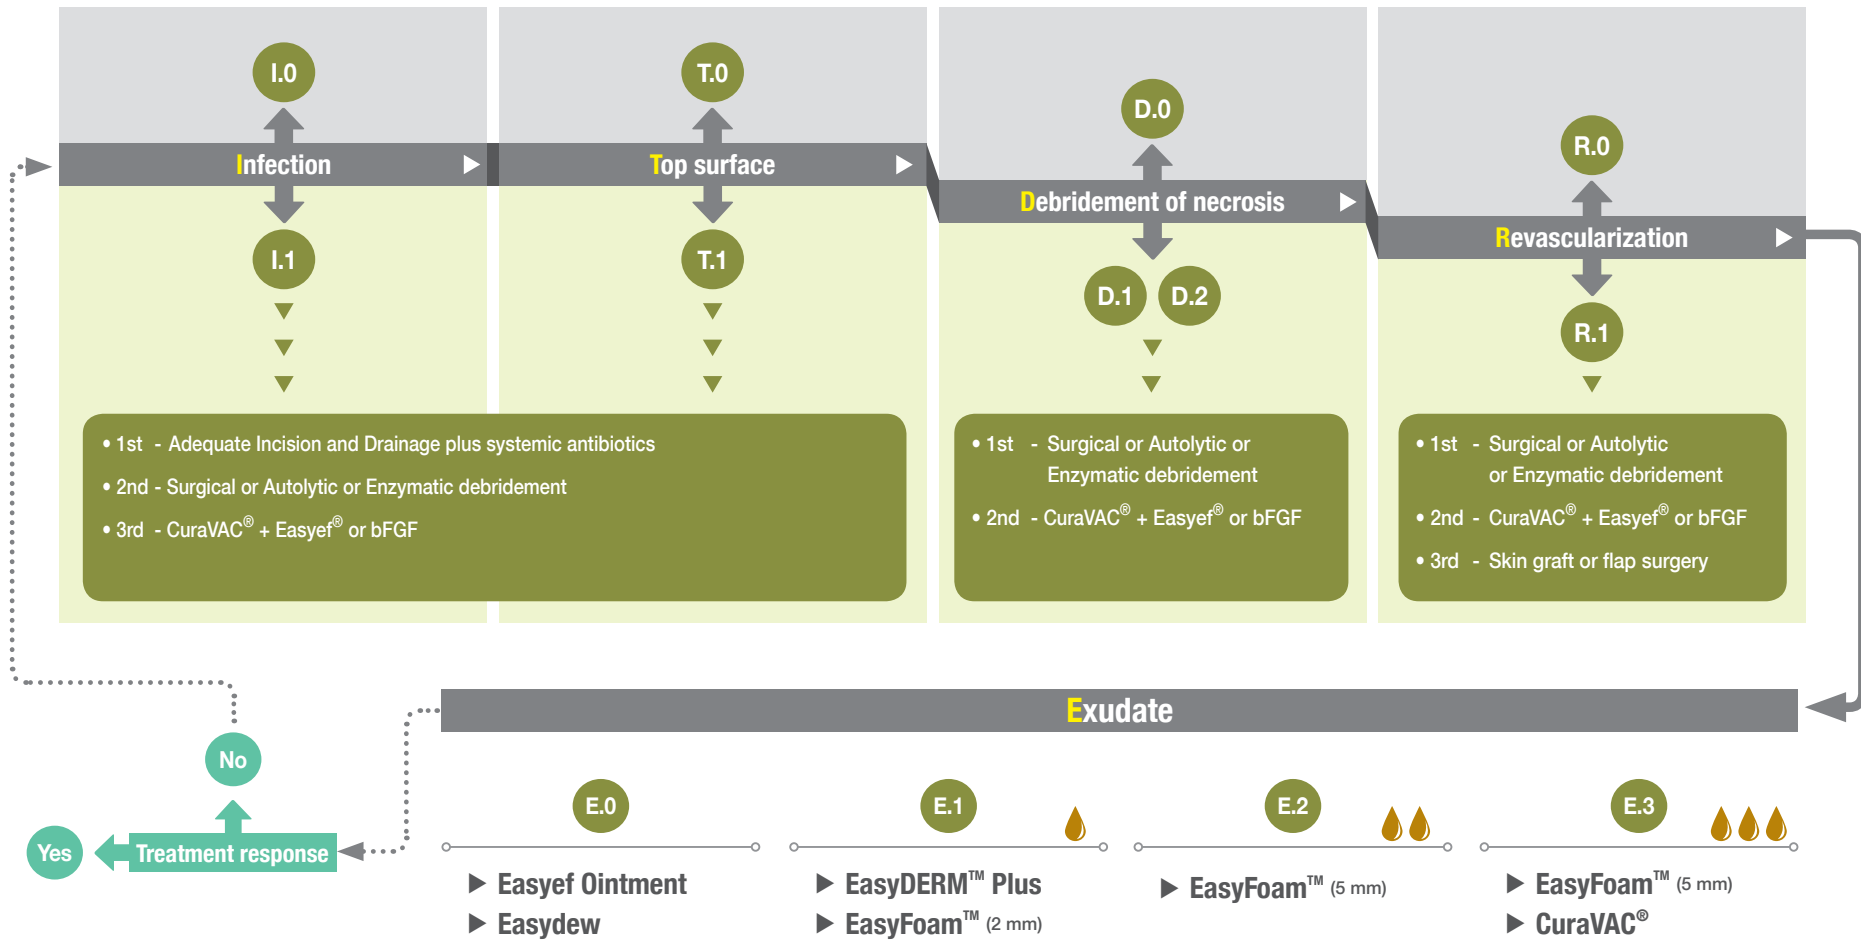 I.0
T.0
D.0
R.0
Infection
Top surface
Debridement of necrosis
Revascularization
I.1
T.1
D.1
D.2
R.1
• 1st - Adequate Incision and Drainage plus systemic antibiotics
• 2nd - Surgical or Autolytic or Enzymatic debridement
• 3rd - CuraVAC® + Easyef® or bFGF
• 1st - Surgical or Autolytic or
Enzymatic debridement
• 2nd - CuraVAC® + Easyef® or bFGF
• 1st - Surgical or Autolytic
or Enzymatic debridement
• 2nd - CuraVAC® + Easyef® or bFGF
• 3rd - Skin graft or flap surgery
Exudate
No
Yes
Treatment response
E.0
▶ Easyef Ointment
▶ Easydew
E.1
▶ EasyDERM™ Plus
▶ EasyFoam™ (2 mm)
E.2
▶ EasyFoam™ (5 mm)
E.3
▶ EasyFoam™ (5 mm)
▶ CuraVAC®